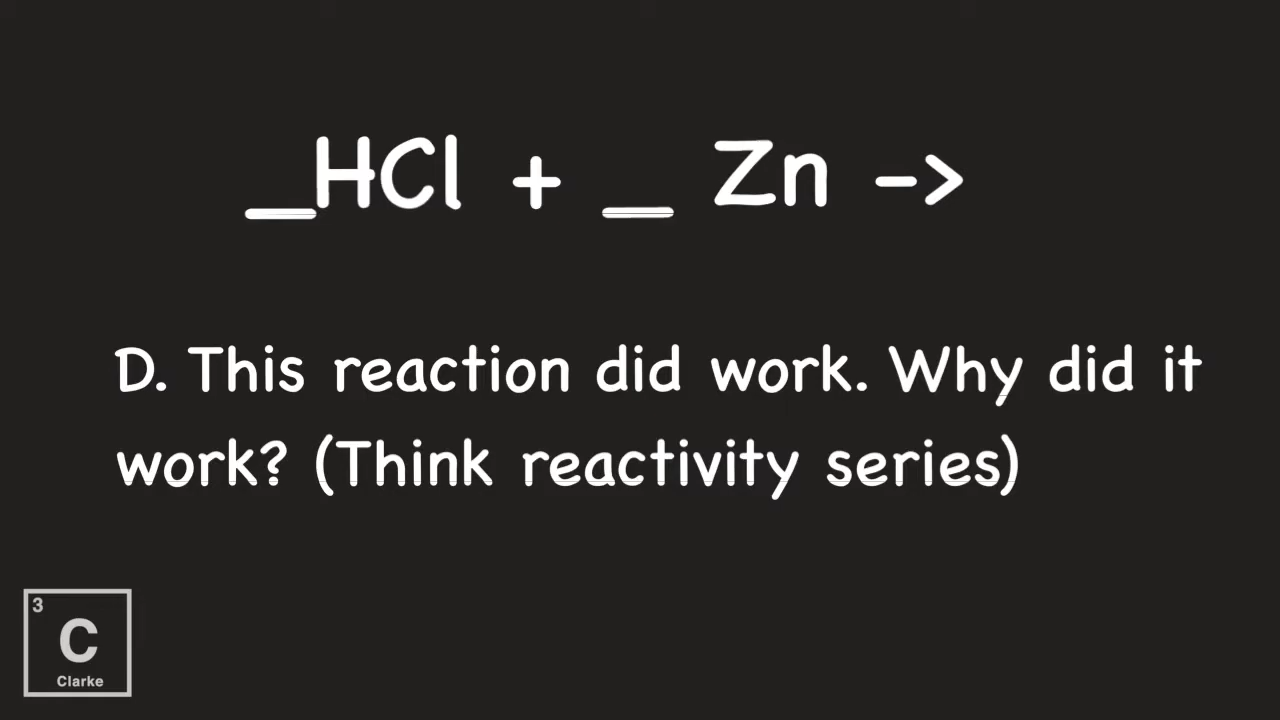 _HCl + _ Zn ->
D. This reaction did work. Why did it
work? (Think reactivity series)
3
C
Clarke